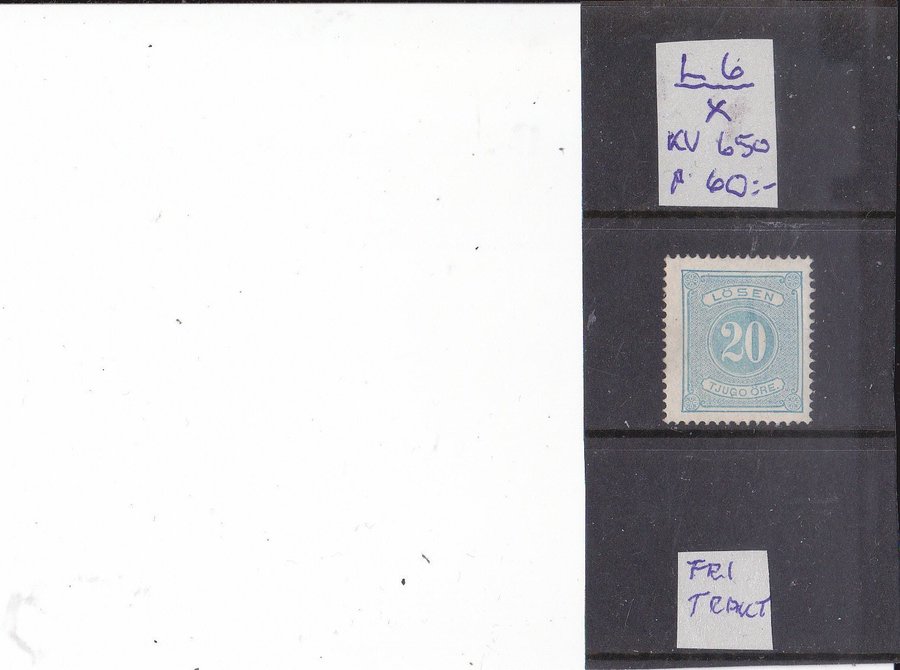 L 6
X
KV 650
P. 60:-
LÖSEN
20
TJUGO ÖRE.
FRI
TRAKT